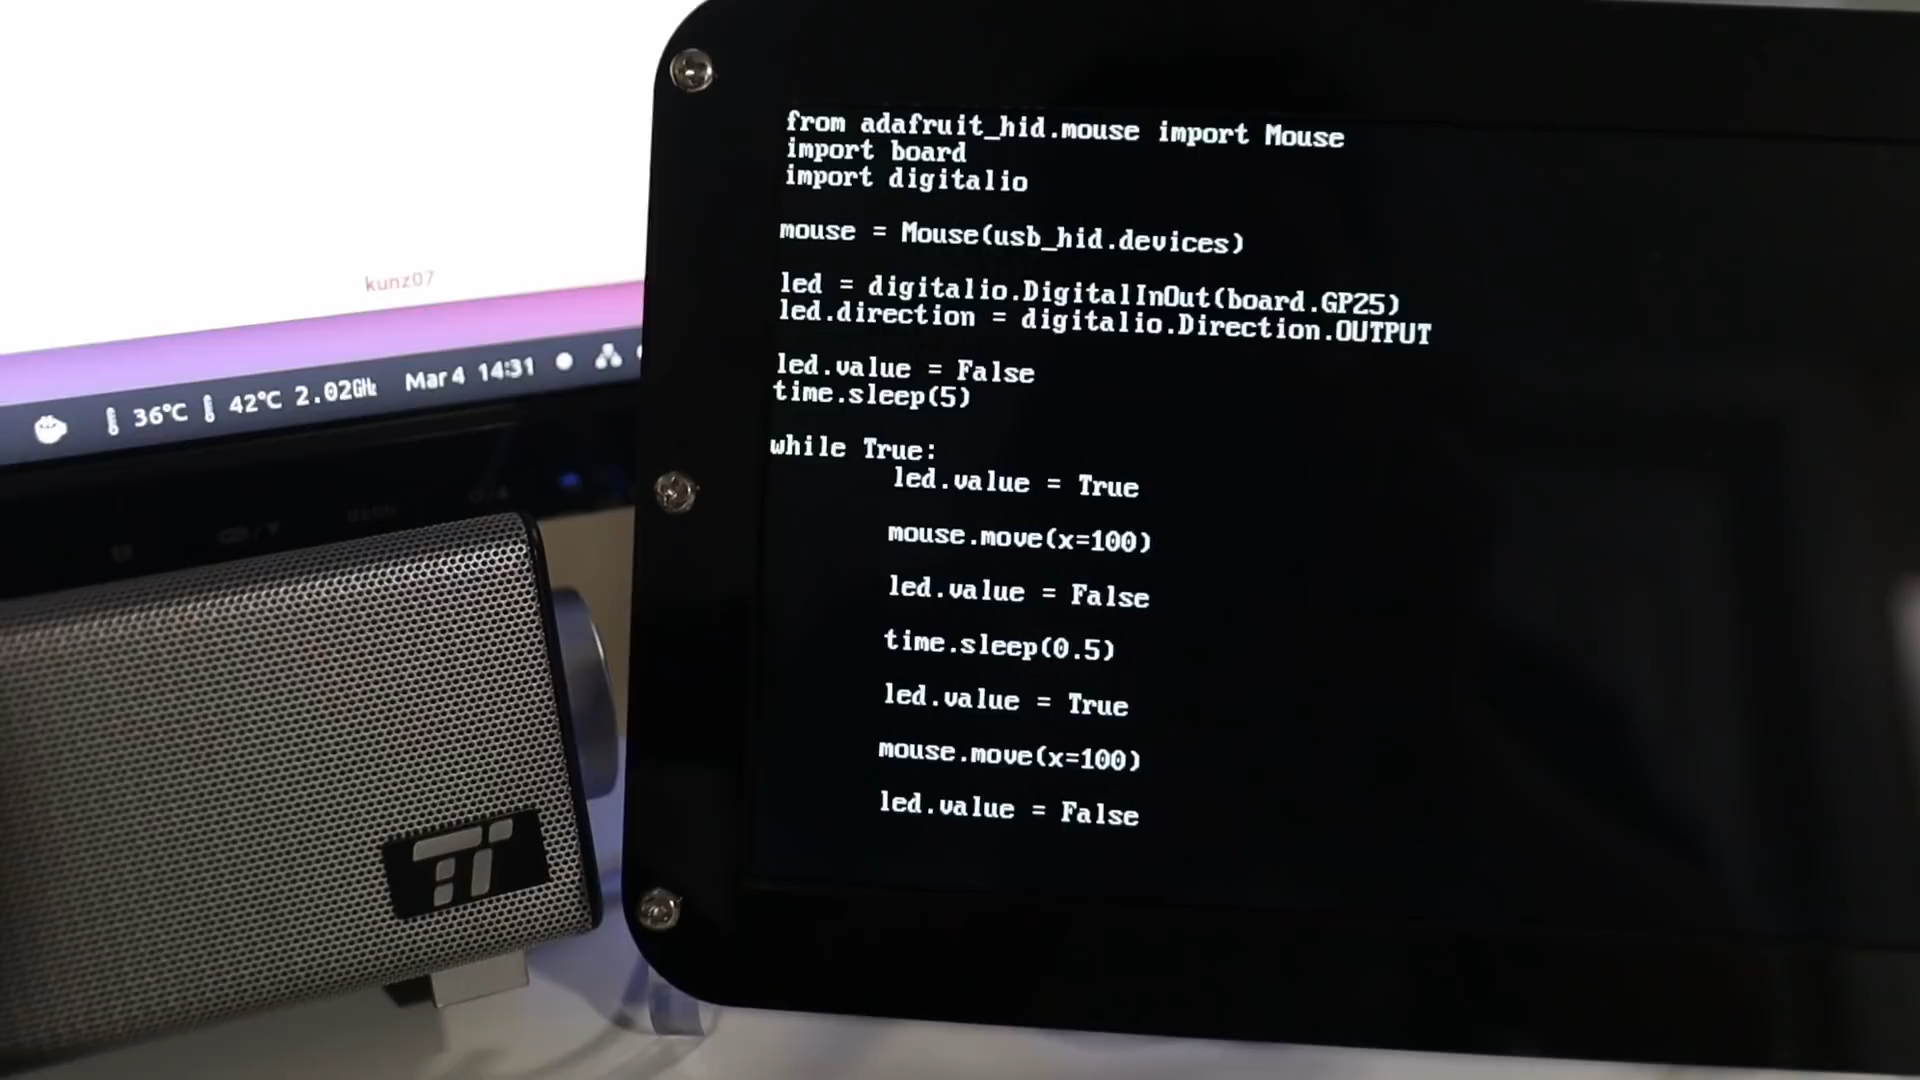 from adafruit_hid.mouse import Mouse
import board
import digitalio
mouse = Mouse(usb_hid.devices)
led = digitalio.DigitalInOut(board.GP25)
led.direction = digitalio.Direction.OUTPUT
led.value = False
time.sleep(5)
while True:
led.value = True
mouse.move(x=100)
led.value = False
time.sleep(0.5)
led.value = True
mouse.move(x=100)
led.value = False
kunz07
36°C 42°C 2.02GHz Mar 4 14:31